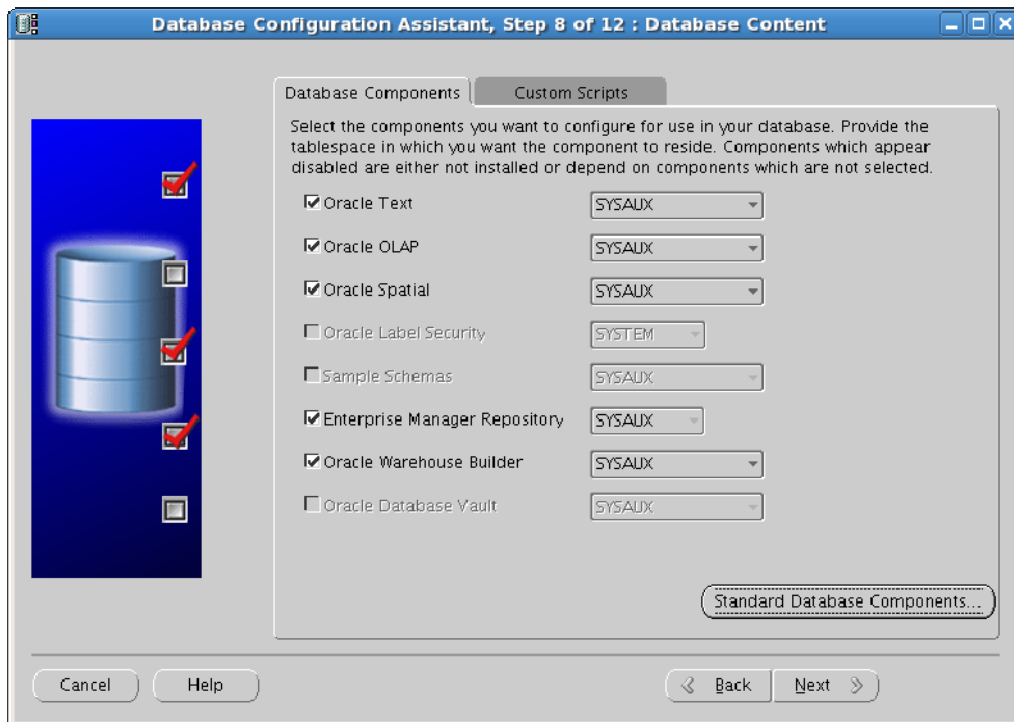 Database Configuration Assistant, Step 8 of 12 : Database Content
Database Components
Custom Scripts
Select the components you want to configure for use in your database. Provide the
tablespace in which you want the component to reside. Components which appear
disabled are either not installed or depend on components which are not selected.
Oracle Text SYSAUX
Oracle OLAP SYSAUX
Oracle Spatial SYSAUX
Oracle Label Security SYSTEM
Sample Schemas SYSAUX
Enterprise Manager Repository SYSAUX
Oracle Warehouse Builder SYSAUX
Oracle Database Vault SYSAUX
Standard Database Components...
Cancel Help Back Next